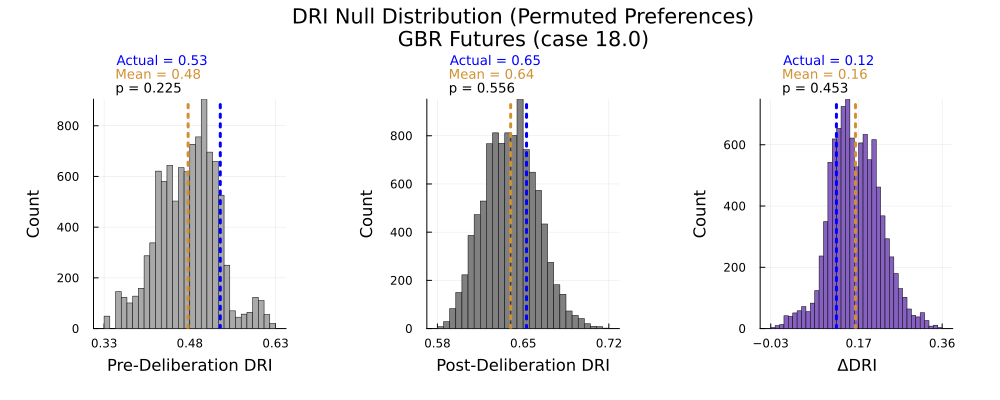 DRI Null Distribution (Permuted Preferences)
GBR Futures (case 18.0)
Actual = 0.53
Mean = 0.48
p = 0.225
Count
800
600
400
200
0
0.33
0.48
0.63
Pre-Deliberation DRI
Actual = 0.65
Mean = 0.64
p = 0.556
Count
800
600
400
200
0
0.58
0.65
0.72
Post-Deliberation DRI
Actual = 0.12
Mean = 0.16
p = 0.453
Count
600
400
200
0
−0.03
0.17
0.36
ΔDRI